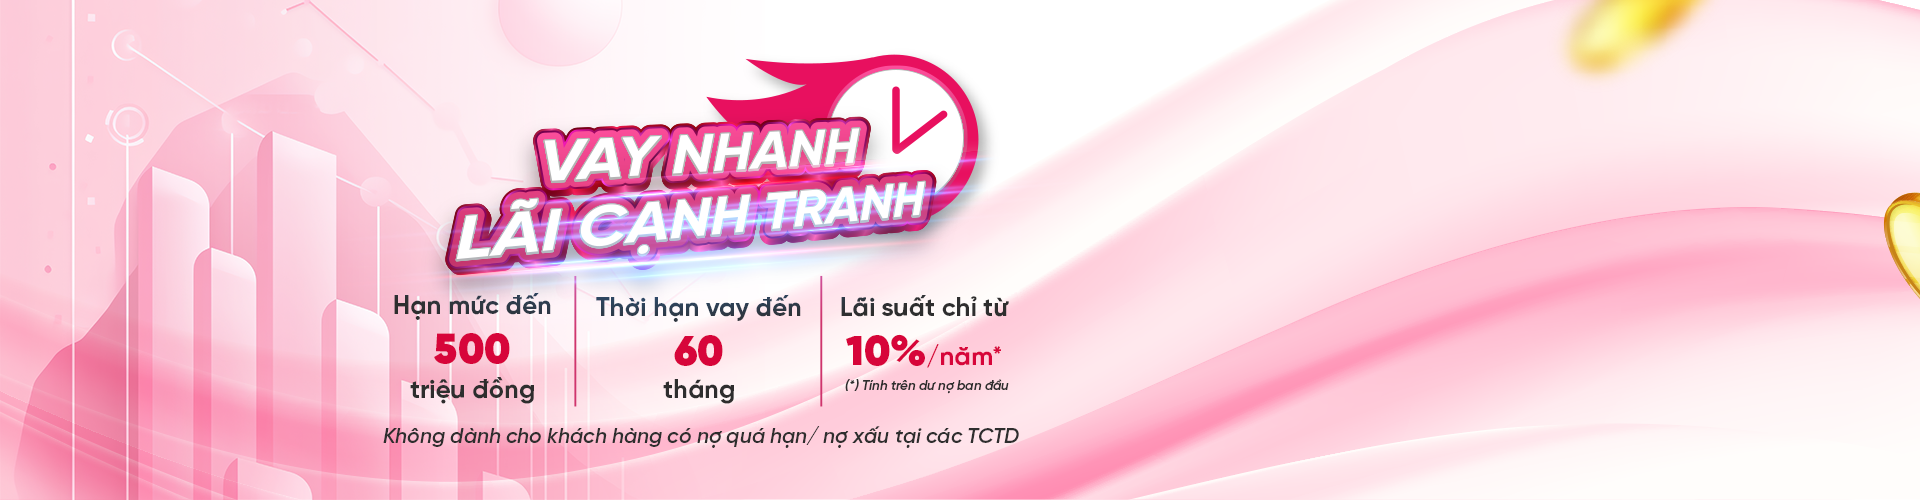 VAY NHANH
LÃI CẠNH TRANH
Hạn mức đến
500
triệu đồng
Thời hạn vay đến
60
tháng
Lãi suất chỉ từ
10%/năm*
(*) Tính trên dư nợ ban đầu
Không dành cho khách hàng có nợ quá hạn/ nợ xấu tại các TCTD